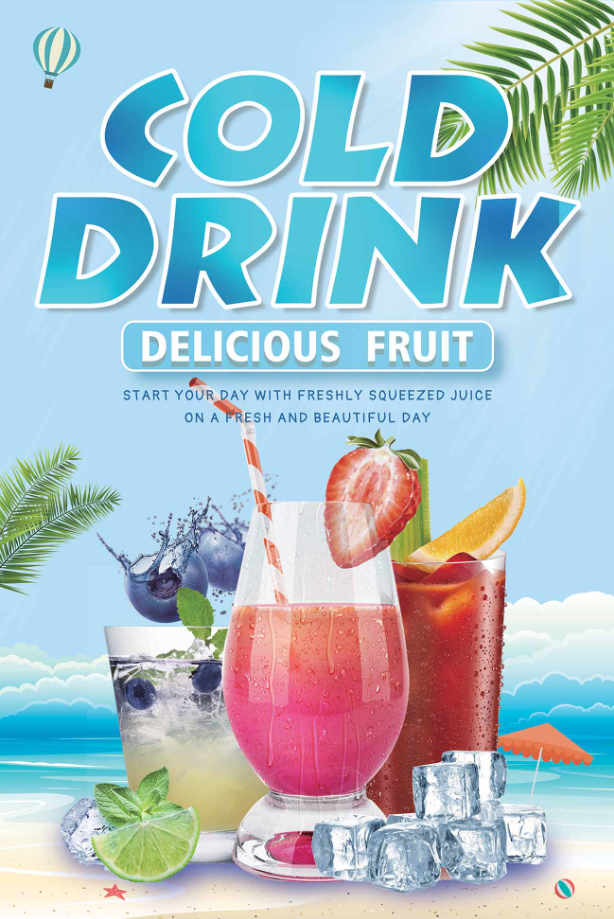 COLD
DRINK
DELICIOUS FRUIT
START YOUR DAY WITH FRESHLY SQUEEZED JUICE
ON A FRESH AND BEAUTIFUL DAY